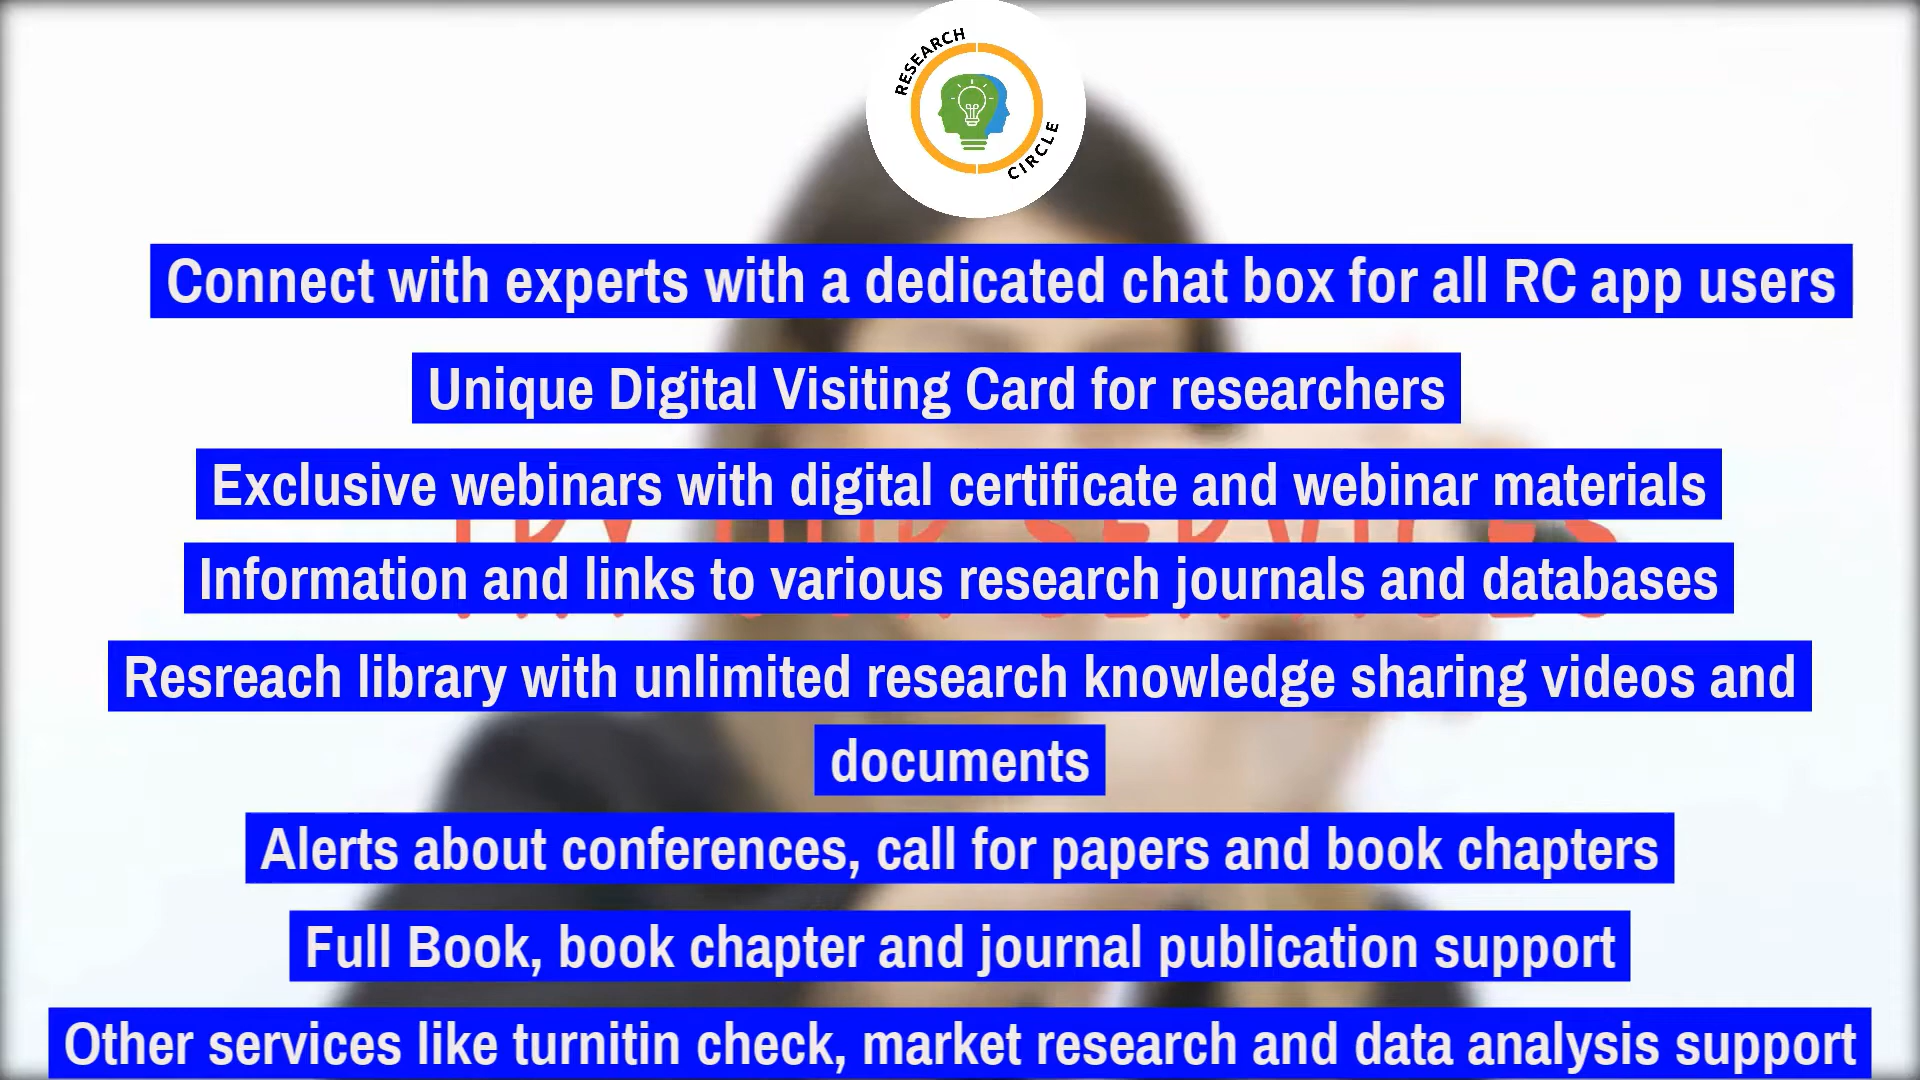 RESEARCH
CIRCLE
Connect with experts with a dedicated chat box for all RC app users
Unique Digital Visiting Card for researchers
Exclusive webinars with digital certificate and webinar materials
TRY OUR SERVICES
Information and links to various research journals and databases
Resreach library with unlimited research knowledge sharing videos and
documents
Alerts about conferences, call for papers and book chapters
Full Book, book chapter and journal publication support
Other services like turnitin check, market research and data analysis support